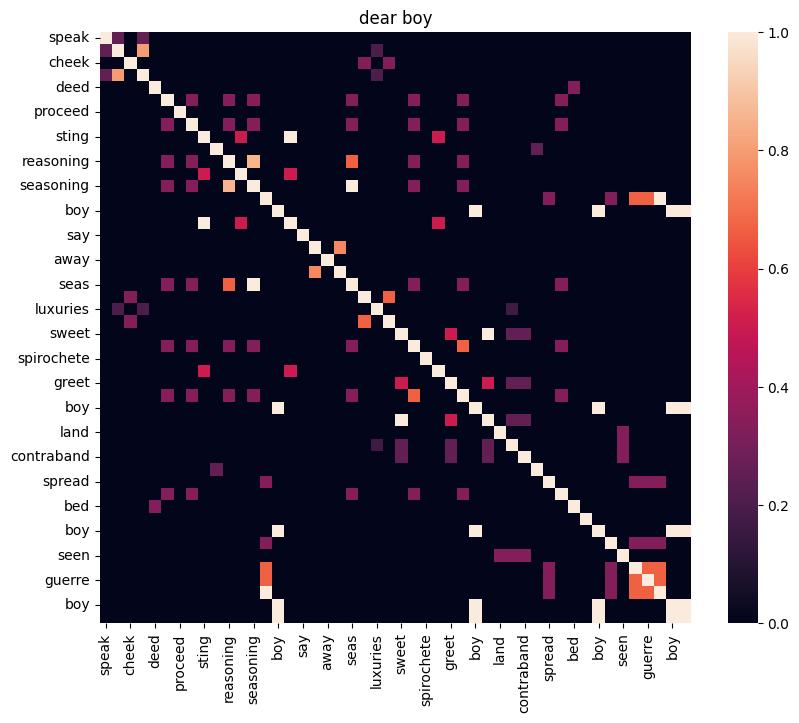 dear boy
speak
cheek
deed
proceed
sting
reasoning
seasoning
boy
say
away
seas
luxuries
sweet
spirochete
greet
boy
land
contraband
spread
bed
boy
seen
guerre
boy
1.0
0.8
0.6
0.4
0.2
0.0
speak
cheek
deed
proceed
sting
reasoning
seasoning
boy
say
away
seas
luxuries
sweet
spirochete
greet
boy
land
contraband
spread
bed
boy
seen
guerre
boy